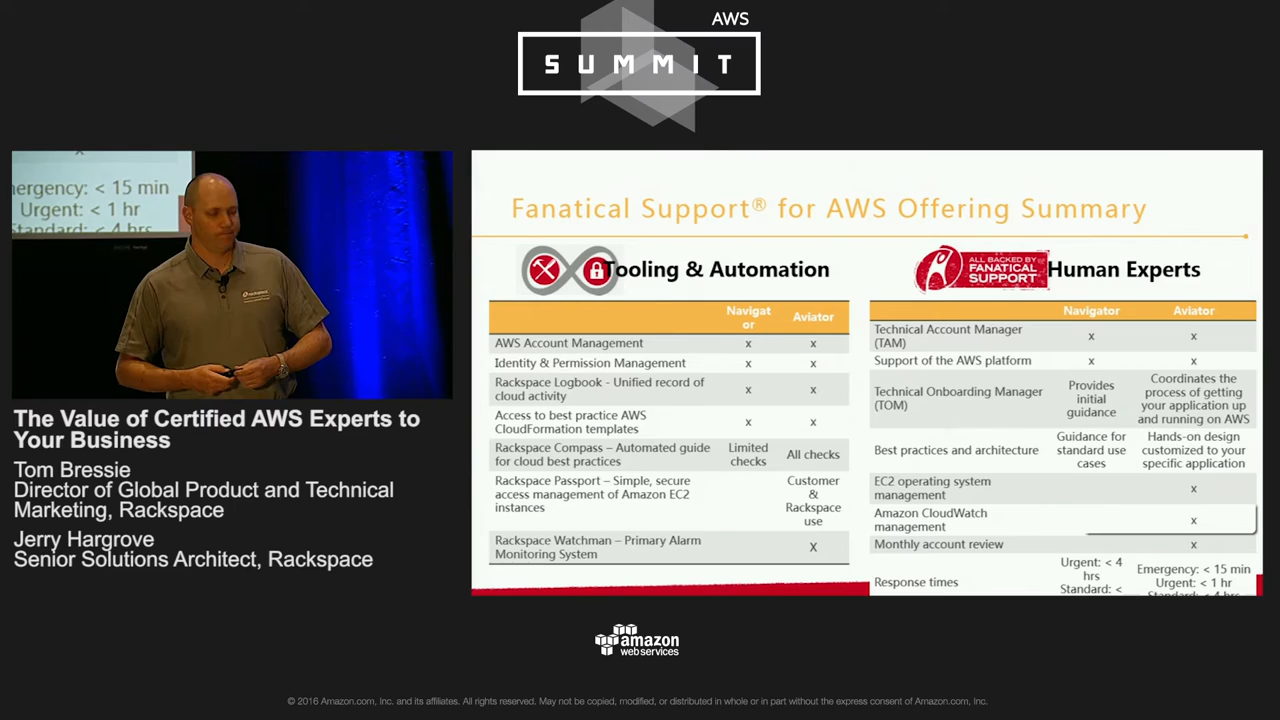 AWS
SUMMIT
ergency: < 15 min
Urgent: < 1 hr
Standard: < 4 hrs
The Value of Certified AWS Experts to
Your Business
Tom Bressie
Director of Global Product and Technical
Marketing, Rackspace
Jerry Hargrove
Senior Solutions Architect, Rackspace
Fanatical Support® for AWS Offering Summary
Tooling & Automation
Navigat
or
Aviator
AWS Account Management x x
Identity & Permission Management x x
Rackspace Logbook - Unified record of
cloud activity
x x
Access to best practice AWS
CloudFormation templates
x x
Rackspace Compass – Automated guide
for cloud best practices
Limited
checks
All checks
Rackspace Passport – Simple, secure
access management of Amazon EC2
instances
Customer
&
Rackspace
use
Rackspace Watchman – Primary Alarm
Monitoring System
X
ALL BACKED BY
FANATICAL
SUPPORT
Human Experts
Navigator Aviator
Technical Account Manager
(TAM)
x x
Support of the AWS platform x x
Technical Onboarding Manager
(TOM)
Provides
initial
guidance
Coordinates the
process of getting
your application up
and running on AWS
Best practices and architecture
Guidance for
standard use
cases
Hands-on design
customized to your
specific application
EC2 operating system
management
x
Amazon CloudWatch
management
x
Monthly account review x
Response times
Urgent: < 4
hrs
Standard: <
Emergency: < 15 min
Urgent: < 1 hr
Standard: < 4 hrs
amazon
web services
© 2016 Amazon.com, Inc. and its affiliates. All rights reserved. May not be copied, modified, or distributed in whole or in part without the express consent of Amazon.com, Inc.